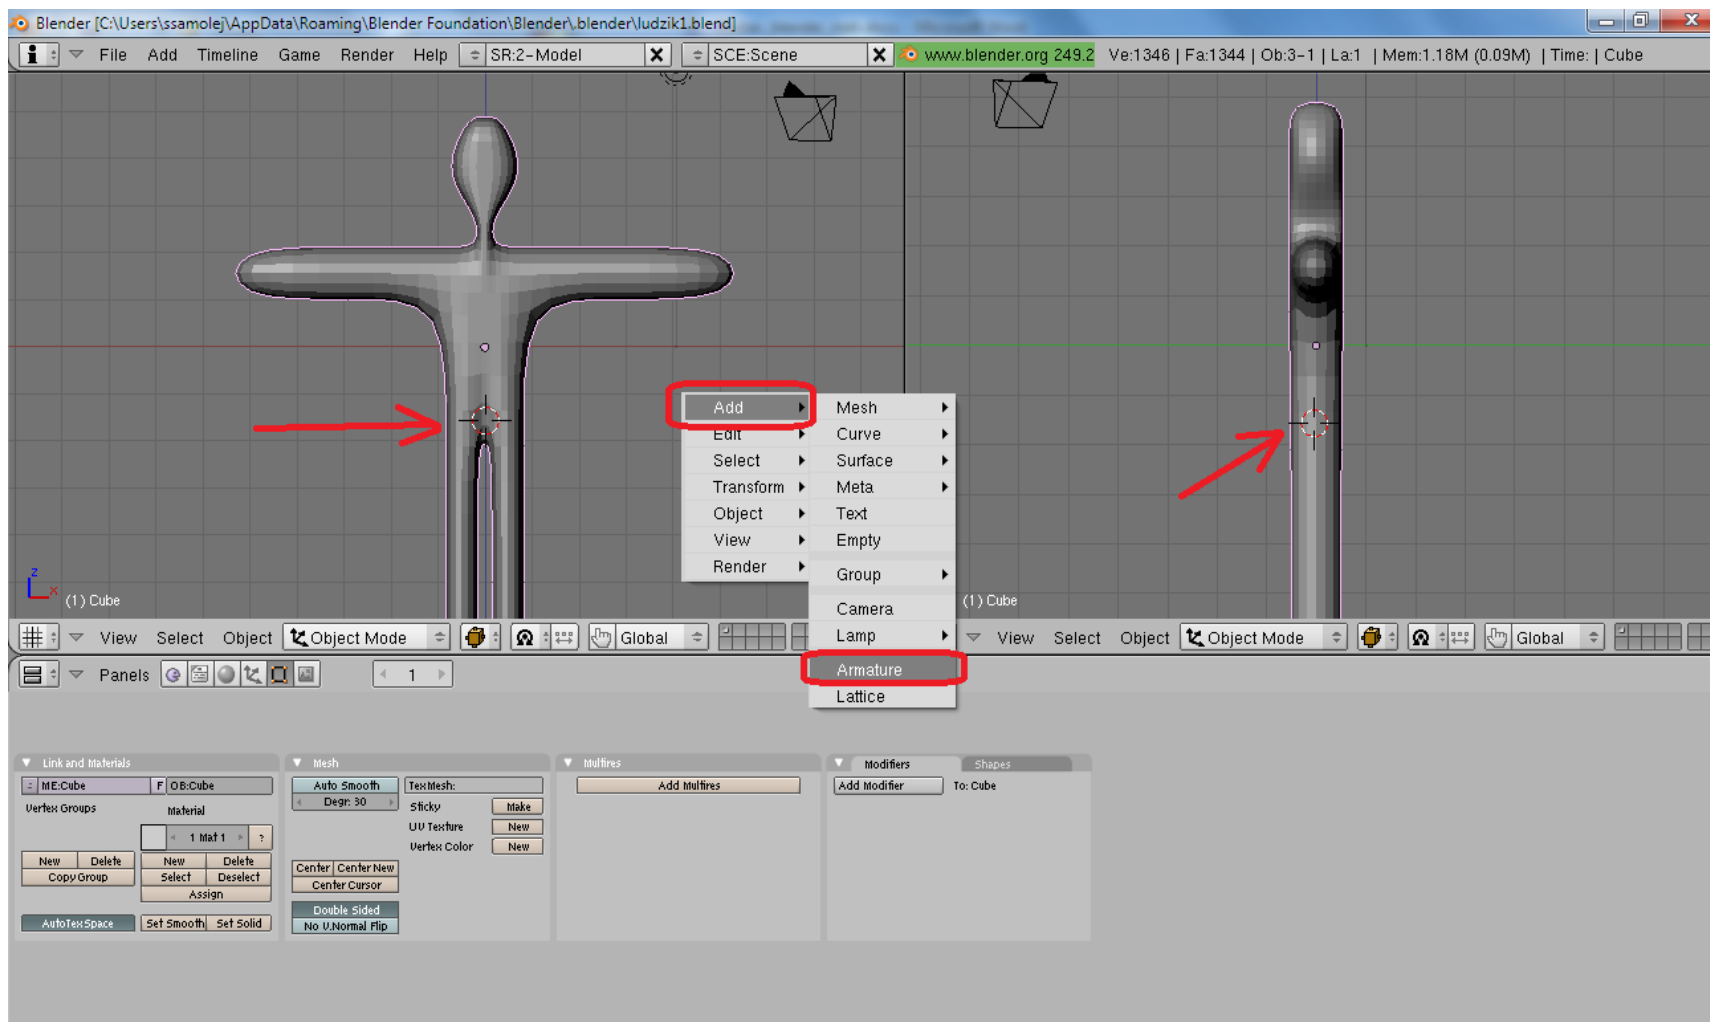 Blender [C:\Users\ssamolej\AppData\Roaming\Blender Foundation\Blender\.blender\ludzik1.blend]
File Add Timeline Game Render Help SR:2-Model SCE:Scene www.blender.org 249.2 Ve:1346 | Fa:1344 | Ob:3-1 | La:1 | Mem:1.18M (0.09M) | Time: | Cube
Add
Edit
Select
Transform
Object
View
Render
Mesh
Curve
Surface
Meta
Text
Empty
Group
Camera
Lamp
Armature
Lattice
z
x
(1) Cube
(1) Cube
View Select Object Object Mode Global
View Select Object Object Mode Global
Panels 1
Link and Materials
ME:Cube F OB:Cube
Vertex Groups Material
1 Mat 1 ?
New Delete New Delete
Copy Group Select Deselect
Assign
AutoTexSpace Set Smooth Set Solid
Mesh
Auto Smooth TexMesh:
Degr: 30 Sticky Make
UV Texture New
Vertex Color New
Center Center New
Center Cursor
Double Sided
No V.Normal Flip
Multires
Add Multires
Modifiers Shapes
Add Modifier To: Cube